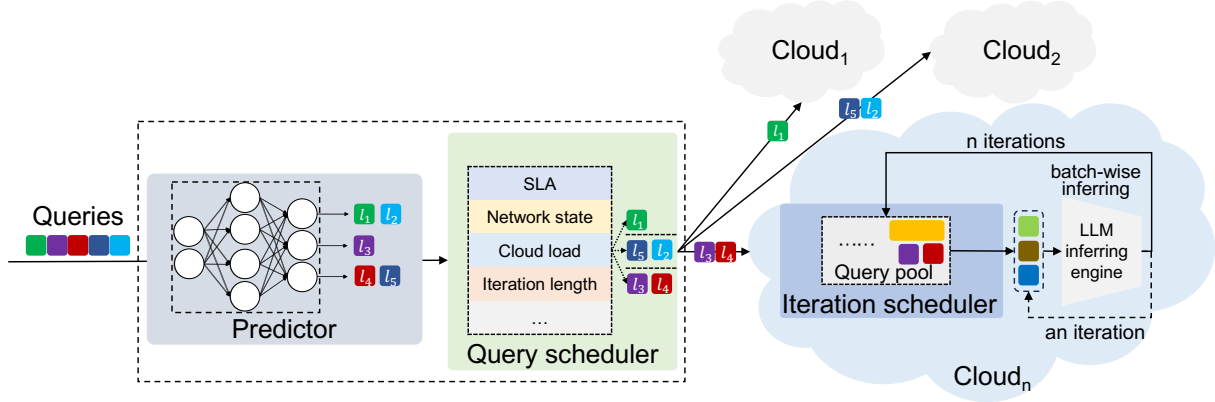 Queries
l₁ l₂
l₃
l₄ l₅
Predictor
SLA
Network state
Cloud load
Iteration length
...
l₁
l₅ l₂
l₃ l₄
Query scheduler
Cloud₁
Cloud₂
l₁
l₅ l₂
l₃ l₄
n iterations
batch-wise
inferring
......
Query pool
Iteration scheduler
LLM
inferring
engine
an iteration
Cloudₙ